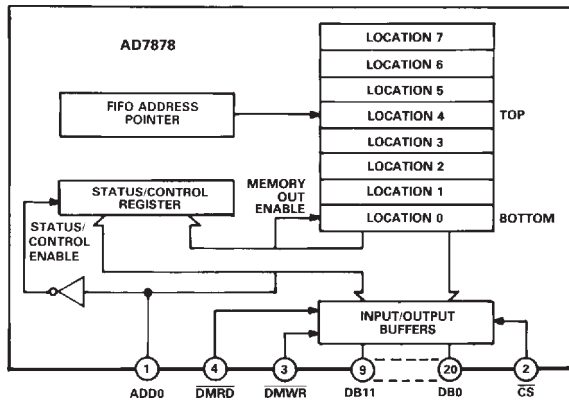 AD7878
LOCATION 7
LOCATION 6
LOCATION 5
FIFO ADDRESS
POINTER
LOCATION 4
TOP
LOCATION 3
LOCATION 2
LOCATION 1
LOCATION 0
BOTTOM
MEMORY
OUT
ENABLE
STATUS/CONTROL
REGISTER
STATUS/
CONTROL
ENABLE
INPUT/OUTPUT
BUFFERS
1
4
3
9
20
2
ADD0
DMRD
DMWR
DB11
DB0
CS